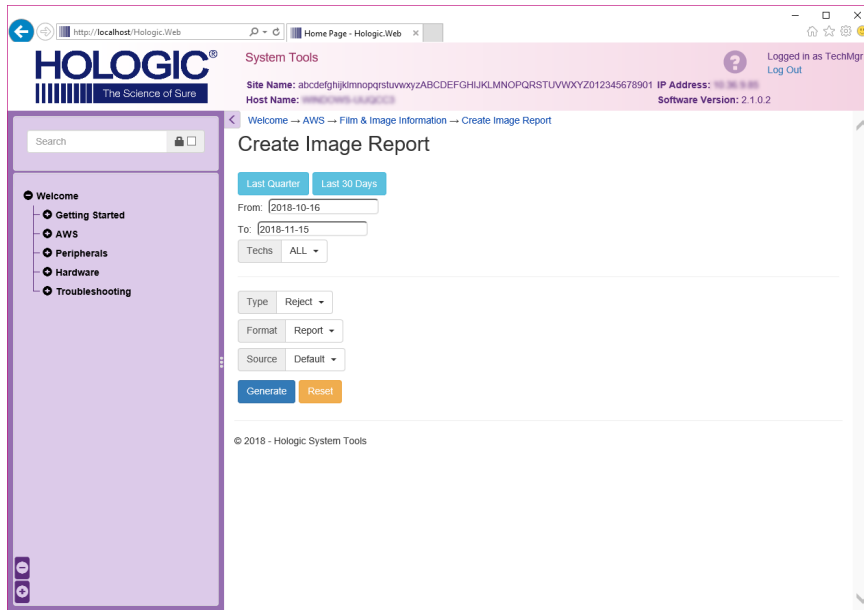 http://localhost/Hologic.Web
Home Page - Hologic.Web
HOLOGIC®
The Science of Sure
System Tools
Logged in as TechMgr
Log Out
Site Name: abcdefghijklmnopqrstuvwxyzABCDEFGHIJKLMNOPQRSTUVWXYZ012345678901 IP Address:
Host Name:
Software Version: 2.1.0.2
Welcome → AWS → Film & Image Information → Create Image Report
Search
Create Image Report
Last Quarter Last 30 Days
From: 2018-10-16
To: 2018-11-15
Techs ALL
Type Reject
Format Report
Source Default
Generate Reset
© 2018 - Hologic System Tools
Welcome
Getting Started
AWS
Peripherals
Hardware
Troubleshooting